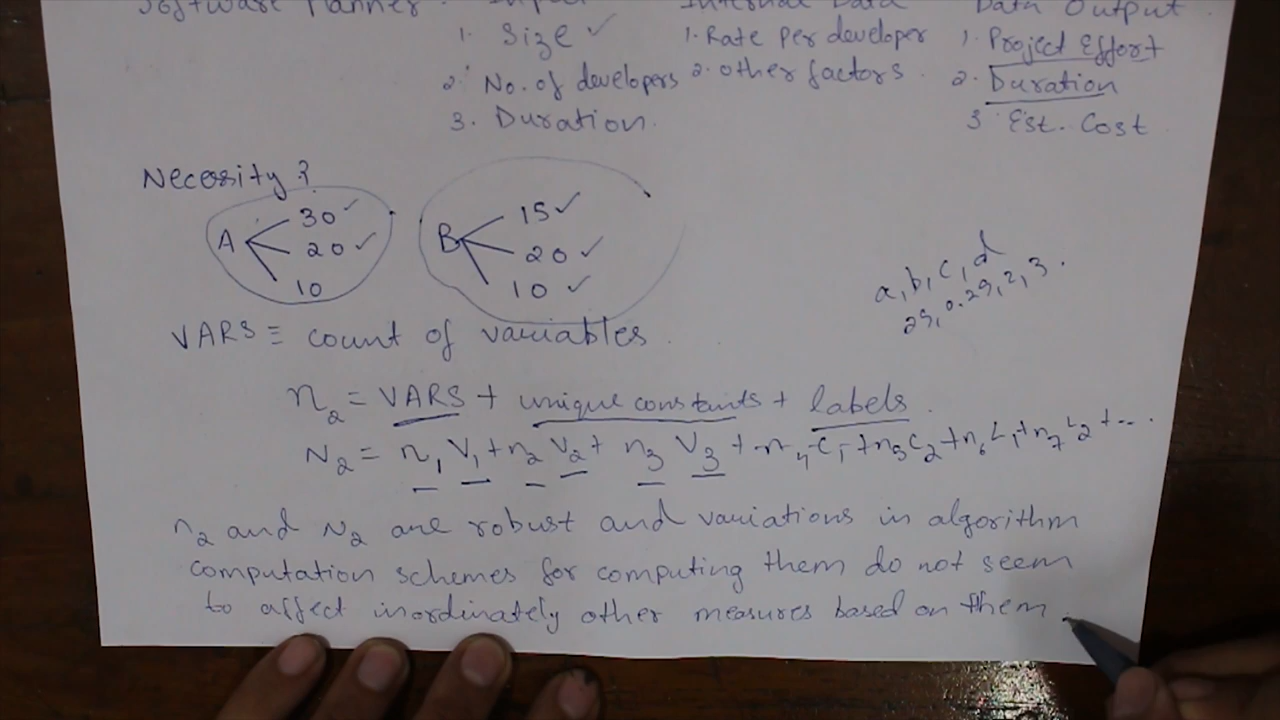 Software Planner : Input Internal Data Data Output
1. Size ✓ 1. Rate per developer 1. Project Effort
2. No. of developers 2. other factors. 2. Duration
3. Duration. 3. Est. Cost
Necosity?
A 30 ✓ B 15 ✓
20 ✓ 20 ✓
10 10 ✓
a, b, c, d
29, 0.29, 2, 3.
VARS ≡ count of variables.
n₂ = VARS + unique constants + labels.
N₂ = n₁ V₁ + n₂ V₂ + n₃ V₃ + n₄ C₁ + n₅ C₂ + n₆ L₁ + n₇ L₂ + ....
n₂ and N₂ are robust and variations in algorithm
computation schemes for computing them do not seem
to affect inordinately other measures based on them.